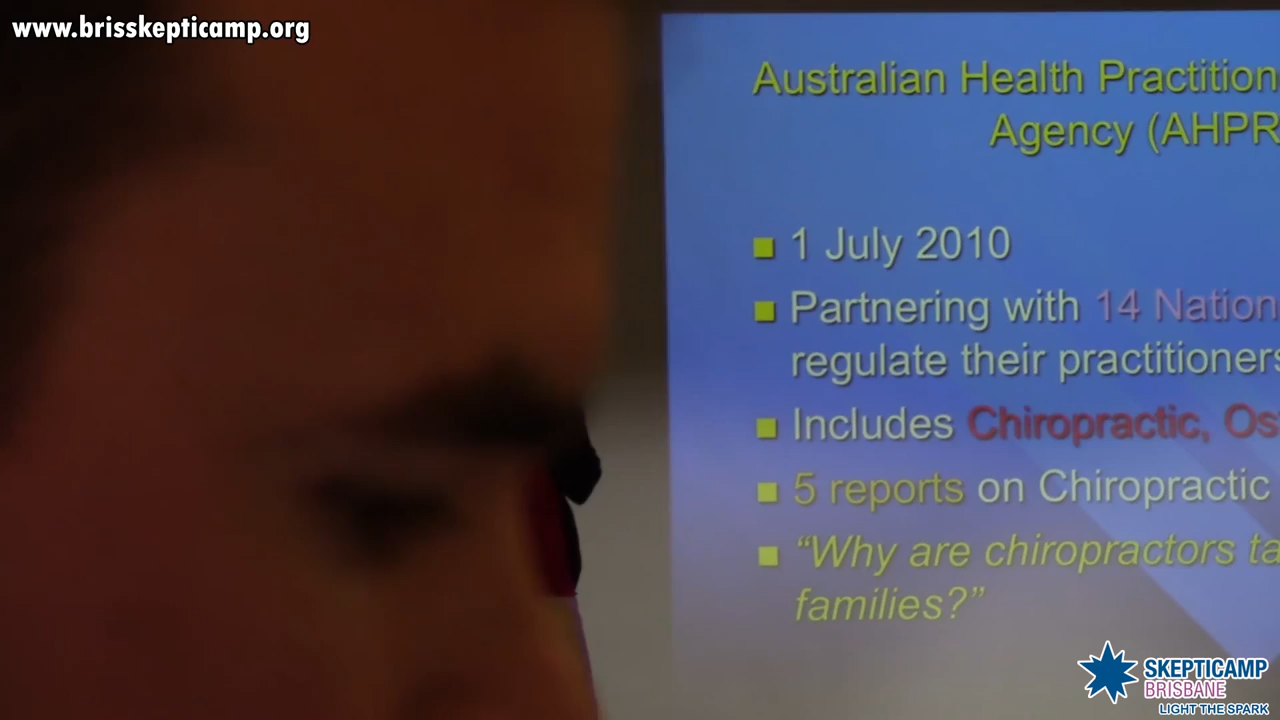 www.brisskepticamp.org
Australian Health Practition
Agency (AHPR
1 July 2010
Partnering with 14 Nation
regulate their practitioners
Includes Chiropractic, Os
5 reports on Chiropractic
“Why are chiropractors ta
families?”
SKEPTICAMP
BRISBANE
LIGHT THE SPARK